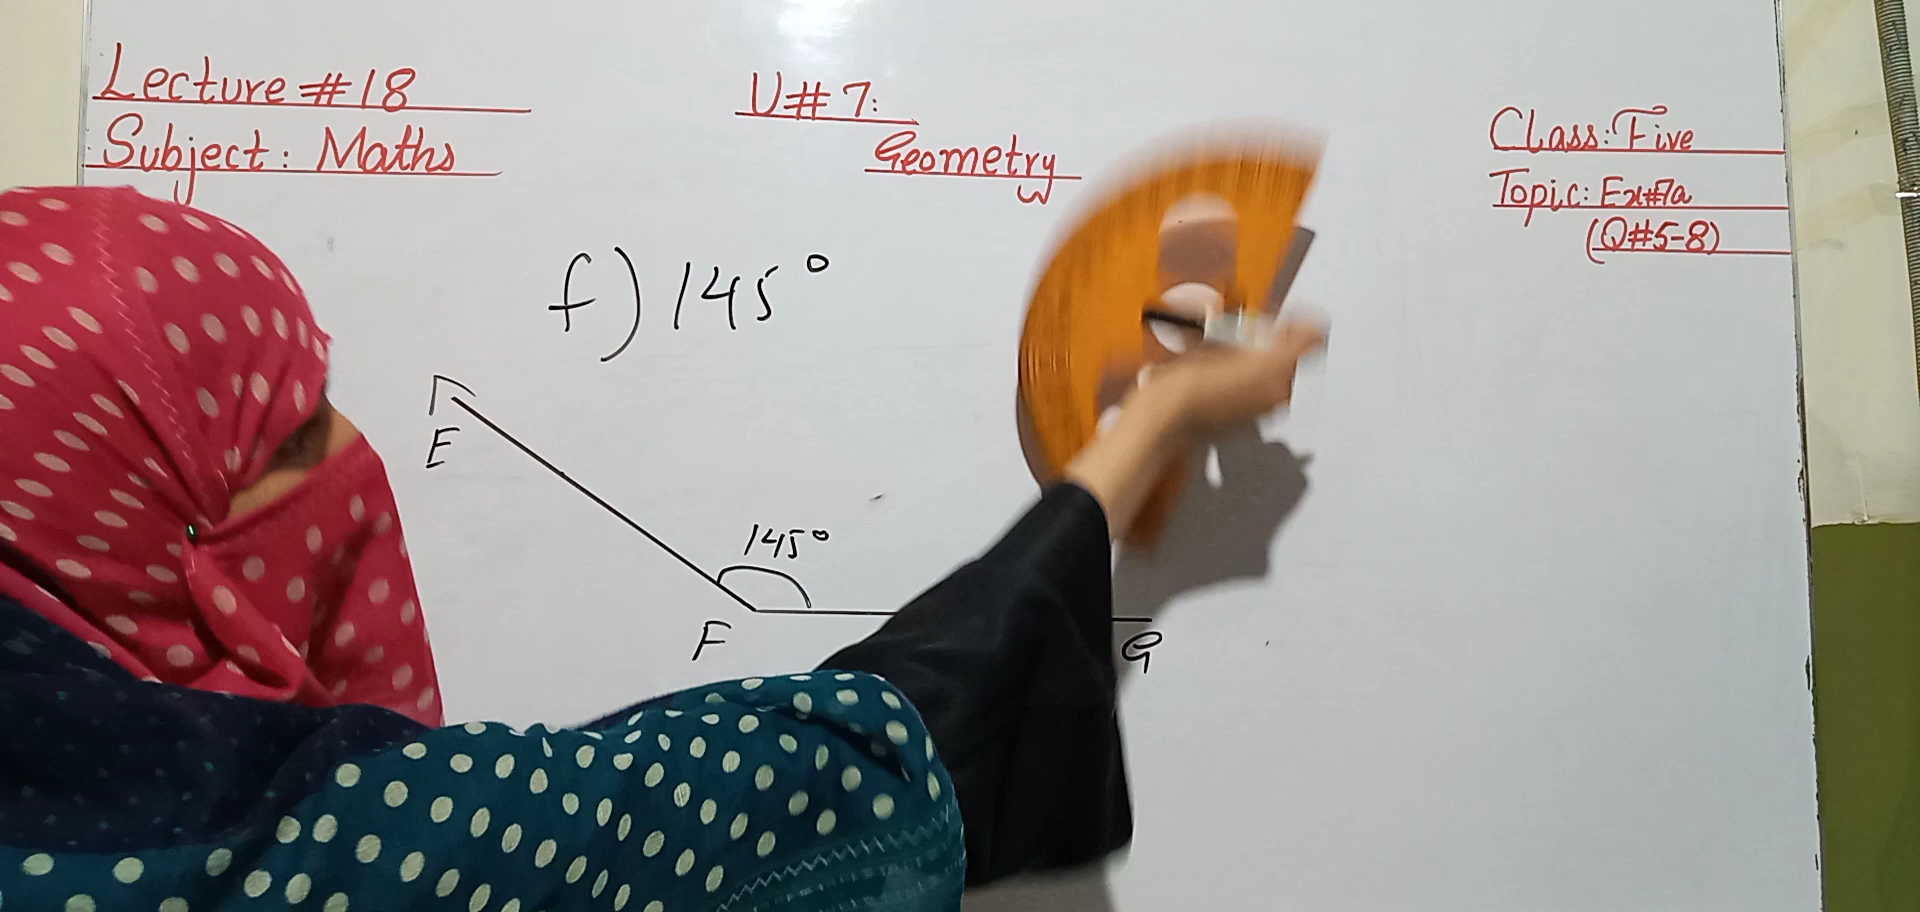 Lecture #18
Subject: Maths
U#7:
Geometry
Class: Five
Topic: Ex#7a
(Q#5-8)
f) 145°
E
145°
F
G